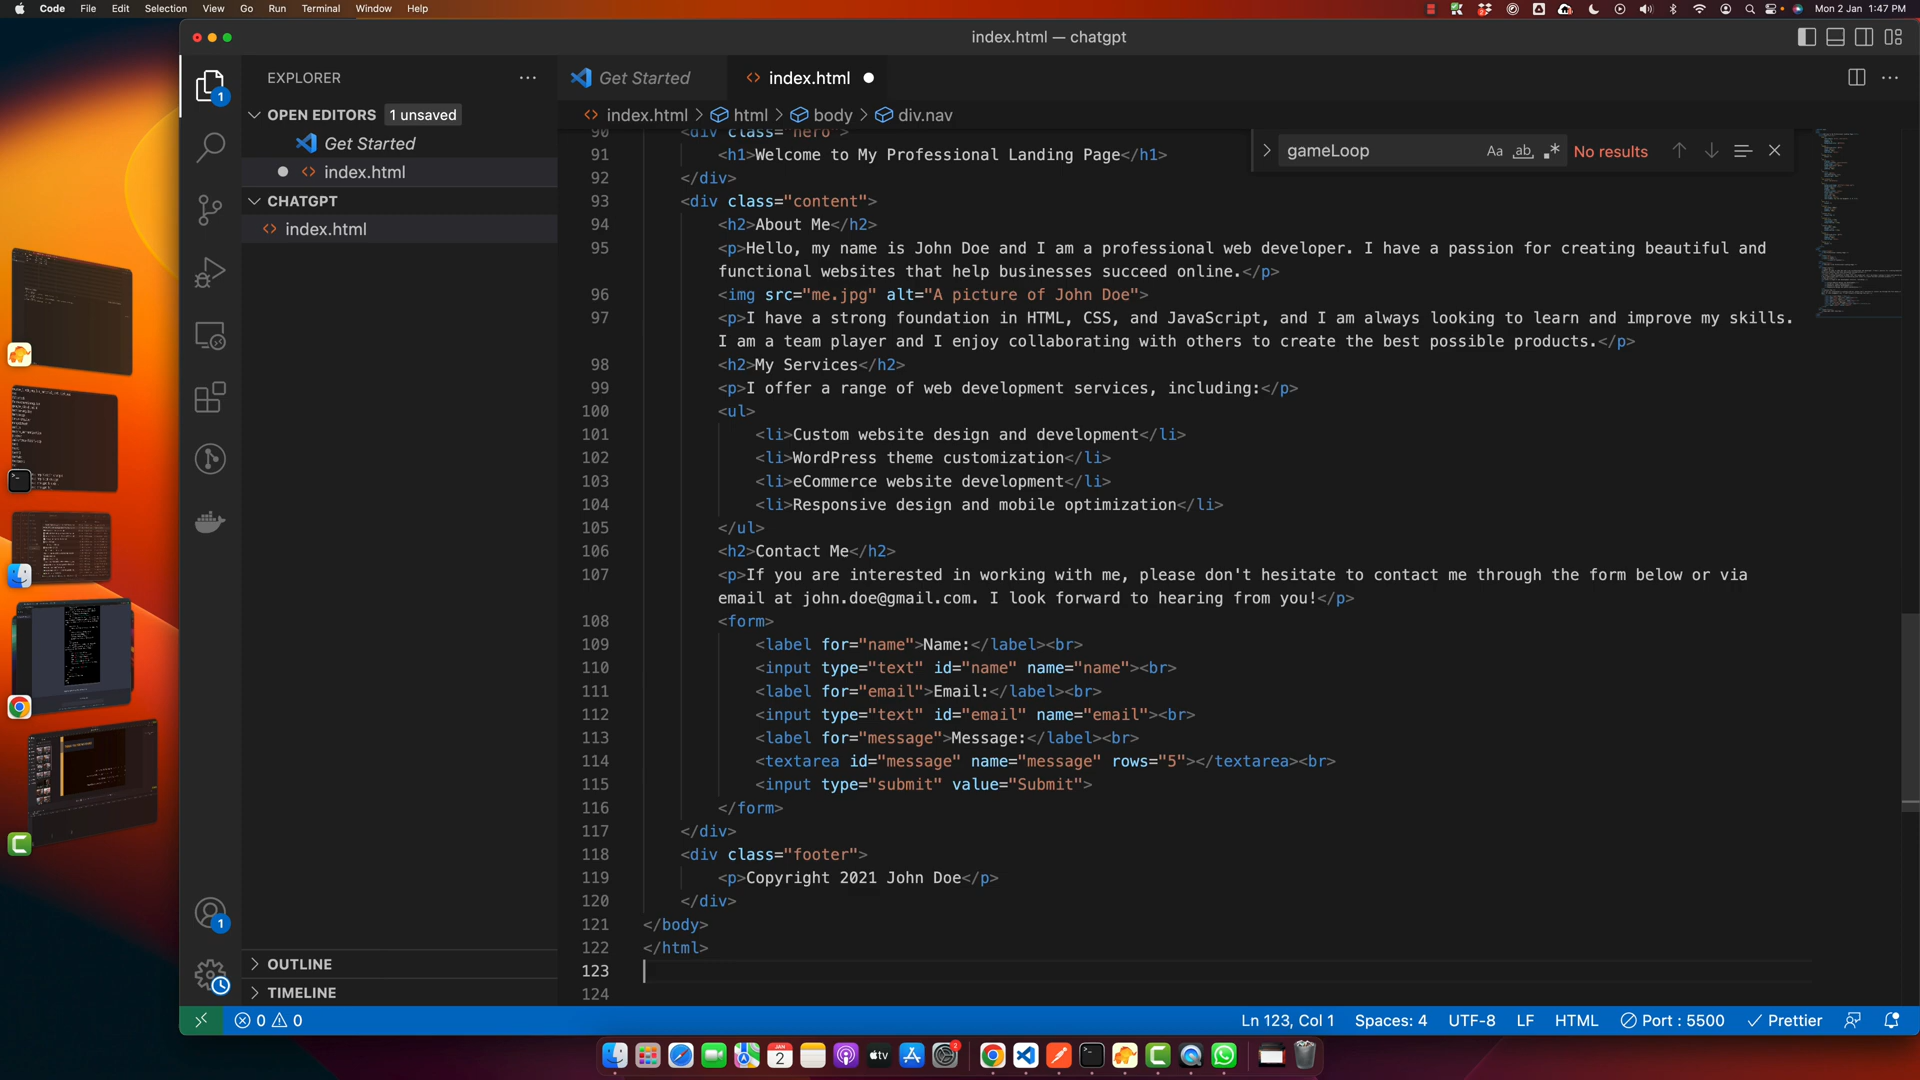 Code File Edit Selection View Go Run Terminal Window Help
Mon 2 Jan 1:47 PM
index.html — chatgpt
EXPLORER
OPEN EDITORS 1 unsaved
Get Started
index.html
CHATGPT
index.html
OUTLINE
TIMELINE
1
1
Get Started index.html
index.html > html > body > div.nav
gameLoop Aa ab No results
90 <div class="hero">
91 <h1>Welcome to My Professional Landing Page</h1>
92 </div>
93 <div class="content">
94 <h2>About Me</h2>
95 <p>Hello, my name is John Doe and I am a professional web developer. I have a passion for creating beautiful and
functional websites that help businesses succeed online.</p>
96 <img src="me.jpg" alt="A picture of John Doe">
97 <p>I have a strong foundation in HTML, CSS, and JavaScript, and I am always looking to learn and improve my skills.
I am a team player and I enjoy collaborating with others to create the best possible products.</p>
98 <h2>My Services</h2>
99 <p>I offer a range of web development services, including:</p>
100 <ul>
101 <li>Custom website design and development</li>
102 <li>WordPress theme customization</li>
103 <li>eCommerce website development</li>
104 <li>Responsive design and mobile optimization</li>
105 </ul>
106 <h2>Contact Me</h2>
107 <p>If you are interested in working with me, please don't hesitate to contact me through the form below or via
email at john.doe@gmail.com. I look forward to hearing from you!</p>
108 <form>
109 <label for="name">Name:</label><br>
110 <input type="text" id="name" name="name"><br>
111 <label for="email">Email:</label><br>
112 <input type="text" id="email" name="email"><br>
113 <label for="message">Message:</label><br>
114 <textarea id="message" name="message" rows="5"></textarea><br>
115 <input type="submit" value="Submit">
116 </form>
117 </div>
118 <div class="footer">
119 <p>Copyright 2021 John Doe</p>
120 </div>
121 </body>
122 </html>
123
124
0 0
Ln 123, Col 1 Spaces: 4 UTF-8 LF HTML Port : 5500 Prettier
JAN
2
tv
2